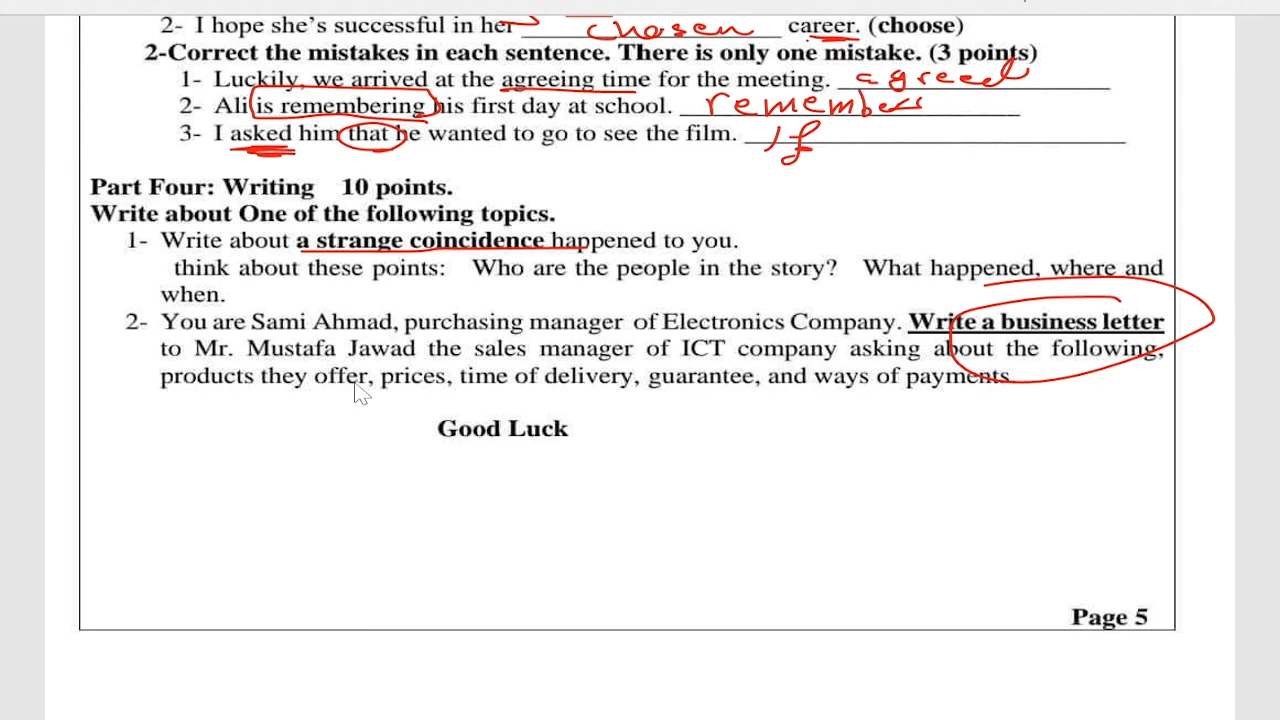 2- I hope she's successful in her chosen career. (choose)
2-Correct the mistakes in each sentence. There is only one mistake. (3 points)
1- Luckily, we arrived at the agreeing time for the meeting. agreed
2- Ali is remembering his first day at school. remembers
3- I asked him that he wanted to go to see the film. If
Part Four: Writing 10 points.
Write about One of the following topics.
1- Write about a strange coincidence happened to you.
think about these points: Who are the people in the story? What happened, where and
when.
2- You are Sami Ahmad, purchasing manager of Electronics Company. Write a business letter
to Mr. Mustafa Jawad the sales manager of ICT company asking about the following,
products they offer, prices, time of delivery, guarantee, and ways of payments.
Good Luck
Page 5